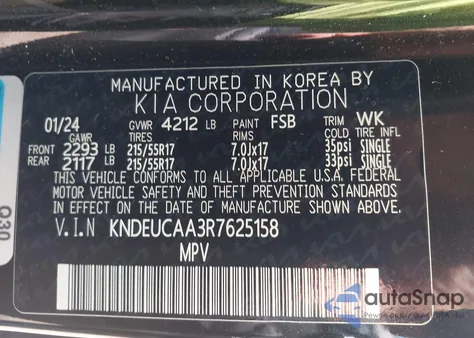 MANUFACTURED IN KOREA BY
KIA CORPORATION
01/24 GVWR 4212 LB PAINT FSB TRIM WK
GAWR TIRES RIMS COLD TIRE INFL
FRONT 2293 LB 215/55R17 7.0Jx17 35psi SINGLE
REAR 2117 LB 215/55R17 7.0Jx17 33psi SINGLE
THIS VEHICLE CONFORMS TO ALL APPLICABLE U.S.A. FEDERAL
MOTOR VEHICLE SAFETY AND THEFT PREVENTION STANDARDS
IN EFFECT ON THE DATE OF MANUFACTURE SHOWN ABOVE.
V.I.N KNDEUCAA3R7625158
MPV
Q30
autoSnap